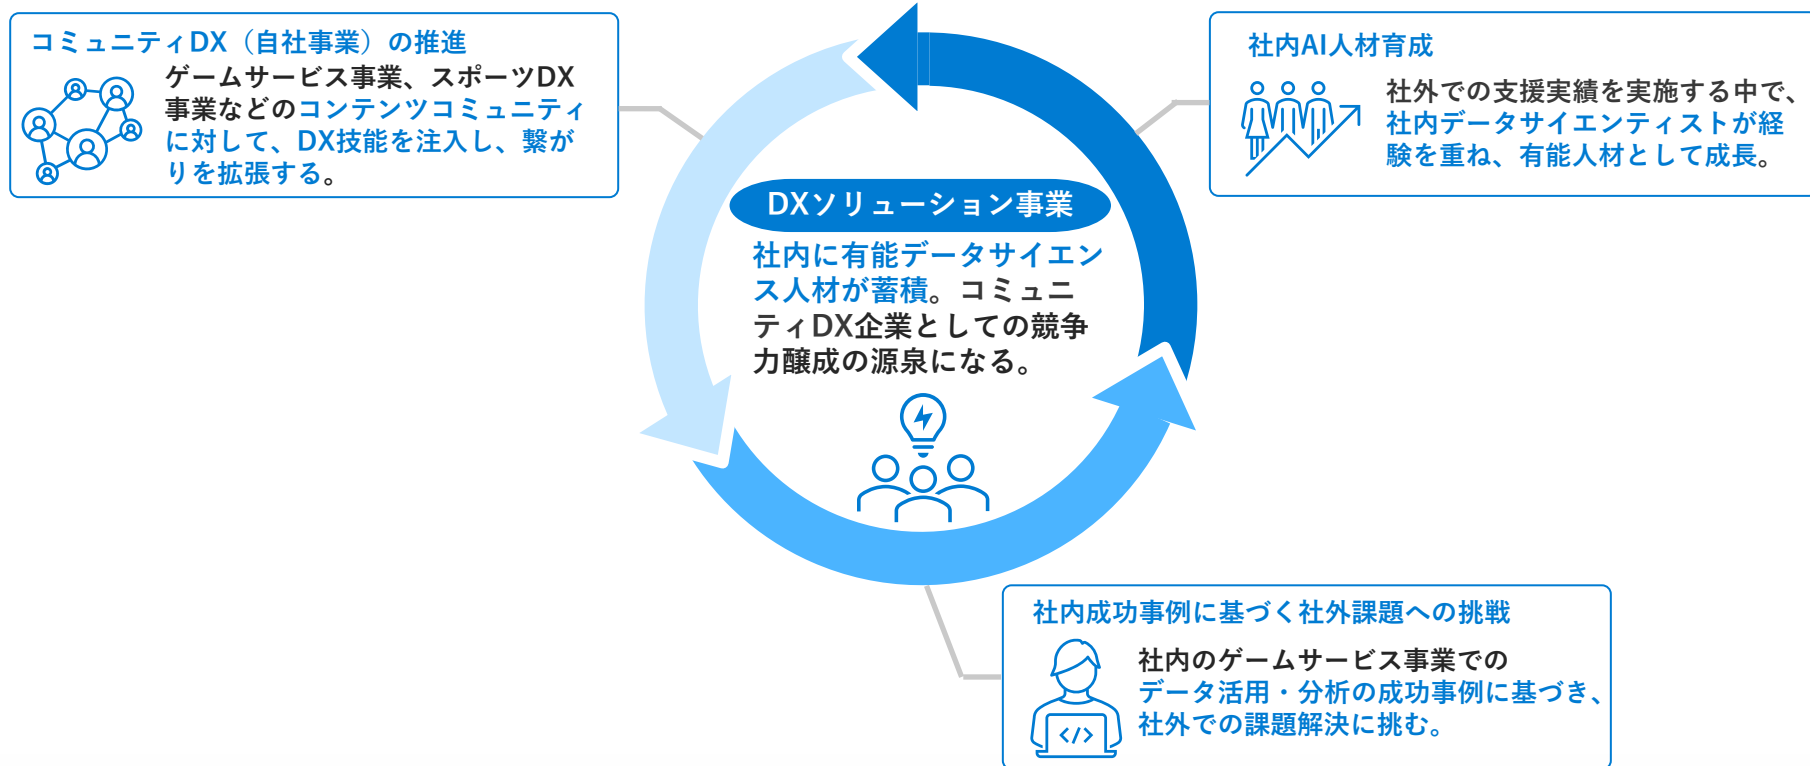 コミュニティDX（自社事業）の推進
ゲームサービス事業、スポーツDX
事業などのコンテンツコミュニティ
に対して、DX技能を注入し、繋が
りを拡張する。
社内AI人材育成
社外での支援実績を実施する中で、
社内データサイエンティストが経
験を重ね、有能人材として成長。
DXソリューション事業
社内に有能データサイエン
ス人材が蓄積。コミュニ
ティDX企業としての競争
力醸成の源泉になる。
社内成功事例に基づく社外課題への挑戦
社内のゲームサービス事業での
データ活用・分析の成功事例に基づき、
社外での課題解決に挑む。
</>